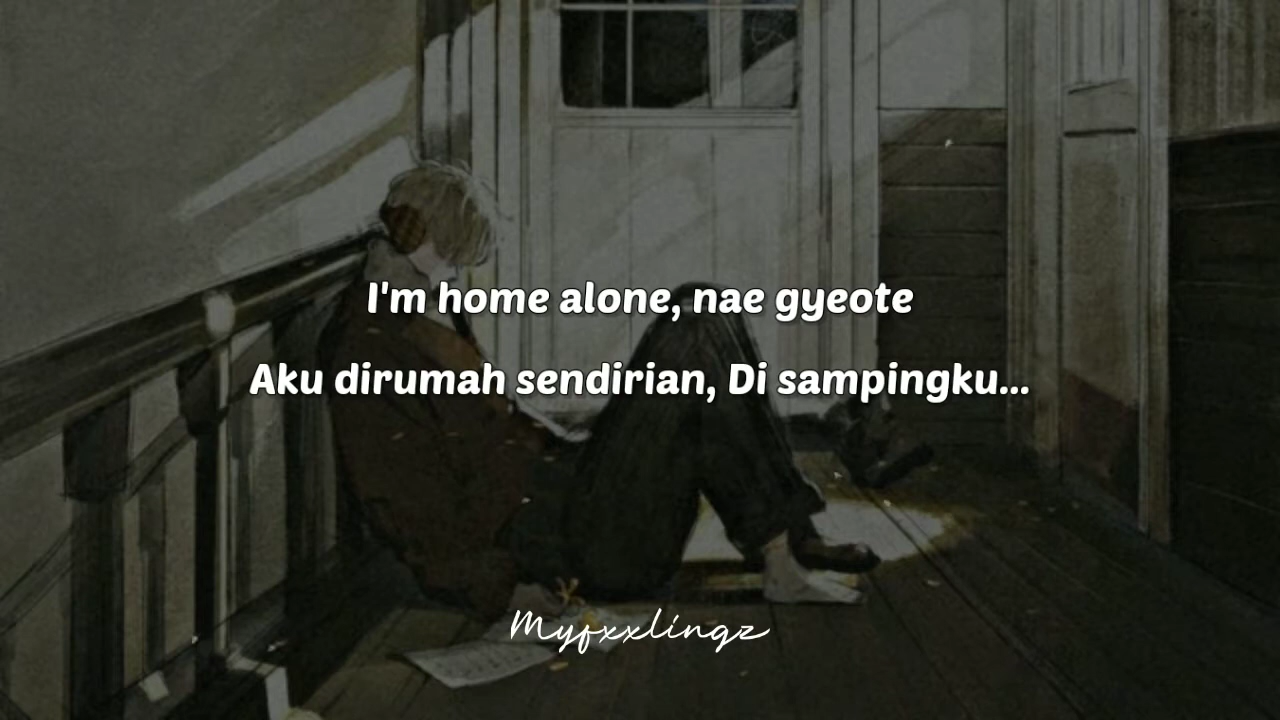 I'm home alone, nae gyeote
Aku dirumah sendirian, Di sampingku...
Myfxxlingz